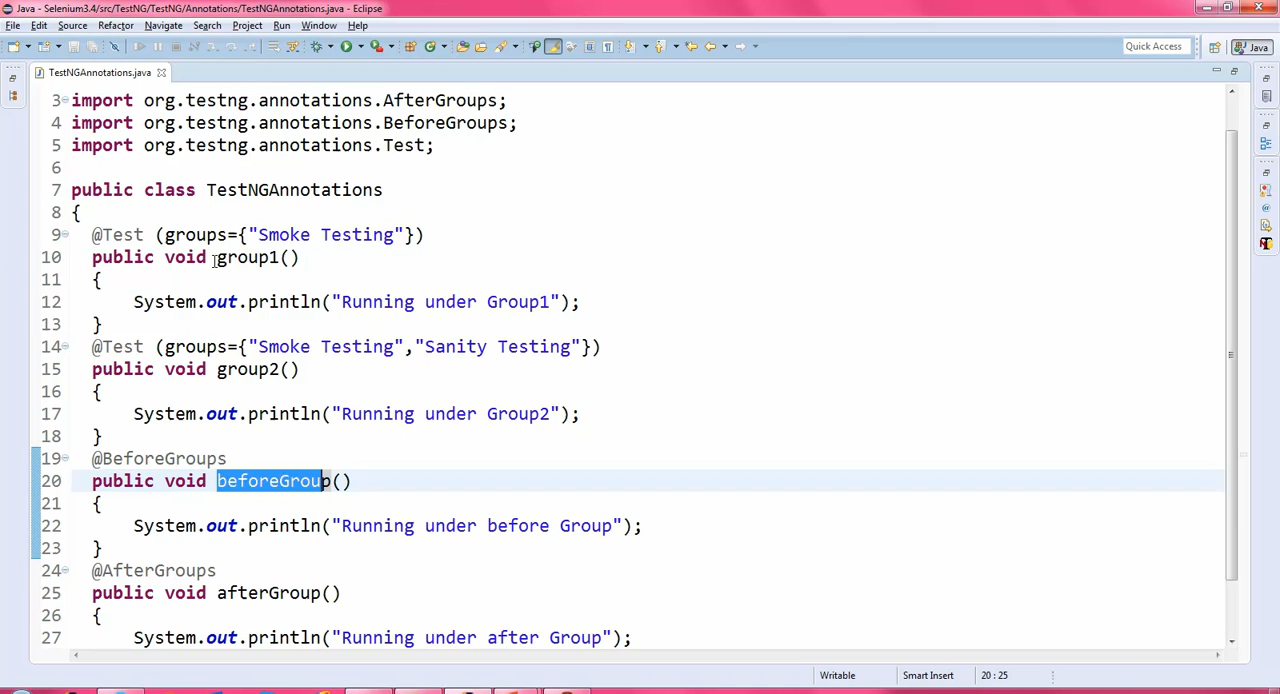 Java - Selenium3.4/src/TestNG/TestNG/Annotations/TestNGAnnotations.java - Eclipse
File Edit Source Refactor Navigate Search Project Run Window Help
Quick Access Java
TestNGAnnotations.java
3 import org.testng.annotations.AfterGroups;
4 import org.testng.annotations.BeforeGroups;
5 import org.testng.annotations.Test;
6
7 public class TestNGAnnotations
8 {
9 @Test (groups={"Smoke Testing"})
10 public void group1()
11 {
12 System.out.println("Running under Group1");
13 }
14 @Test (groups={"Smoke Testing","Sanity Testing"})
15 public void group2()
16 {
17 System.out.println("Running under Group2");
18 }
19 @BeforeGroups
20 public void beforeGroup()
21 {
22 System.out.println("Running under before Group");
23 }
24 @AfterGroups
25 public void afterGroup()
26 {
27 System.out.println("Running under after Group");
Writable Smart Insert 20 : 25